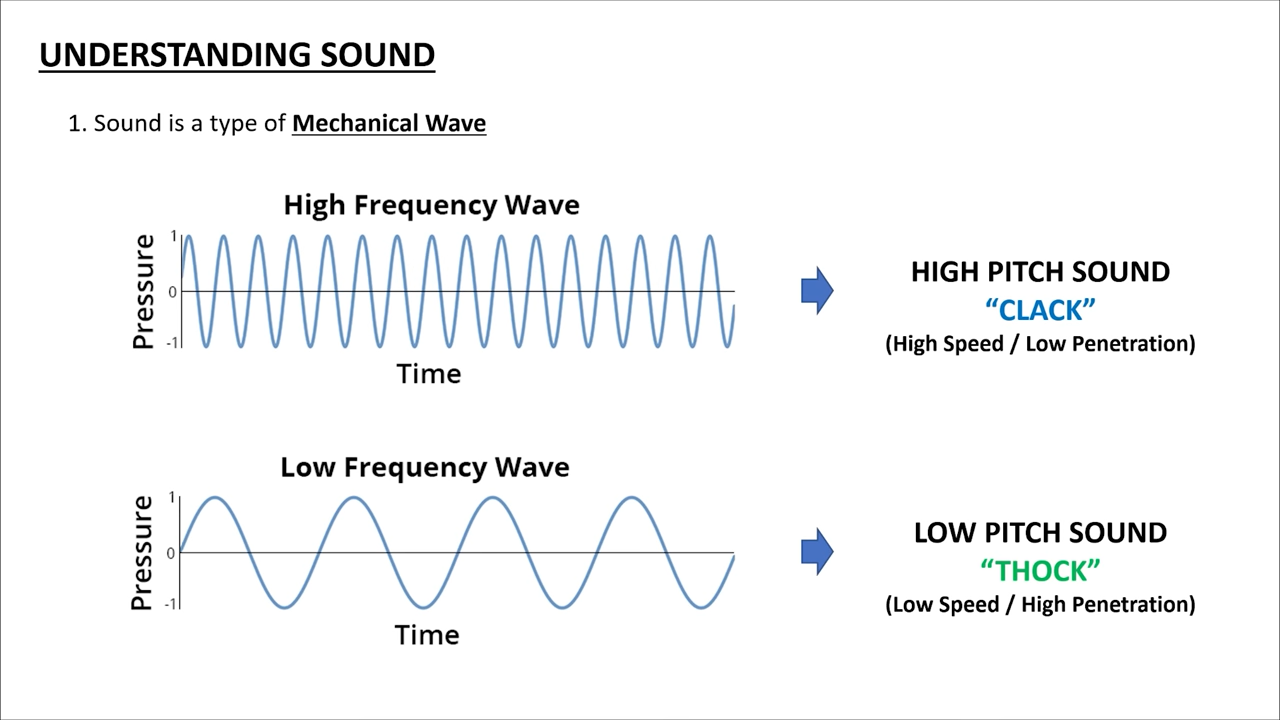 UNDERSTANDING SOUND
1. Sound is a type of Mechanical Wave
High Frequency Wave
Pressure
1
0
-1
Time
HIGH PITCH SOUND
“CLACK”
(High Speed / Low Penetration)
Low Frequency Wave
Pressure
1
0
-1
Time
LOW PITCH SOUND
“THOCK”
(Low Speed / High Penetration)